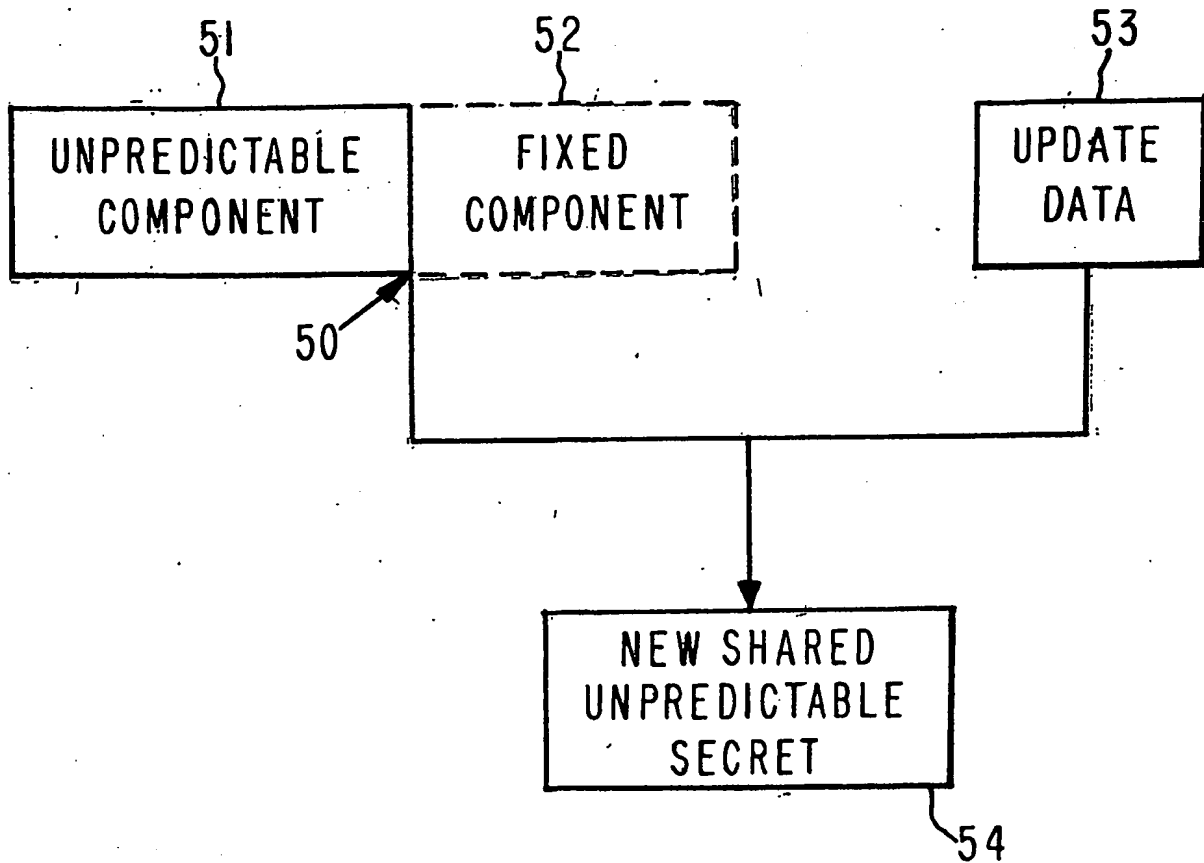 51
52
53
UNPREDICTABLE
COMPONENT
FIXED
COMPONENT
UPDATE
DATA
50
NEW SHARED
UNPREDICTABLE
SECRET
54